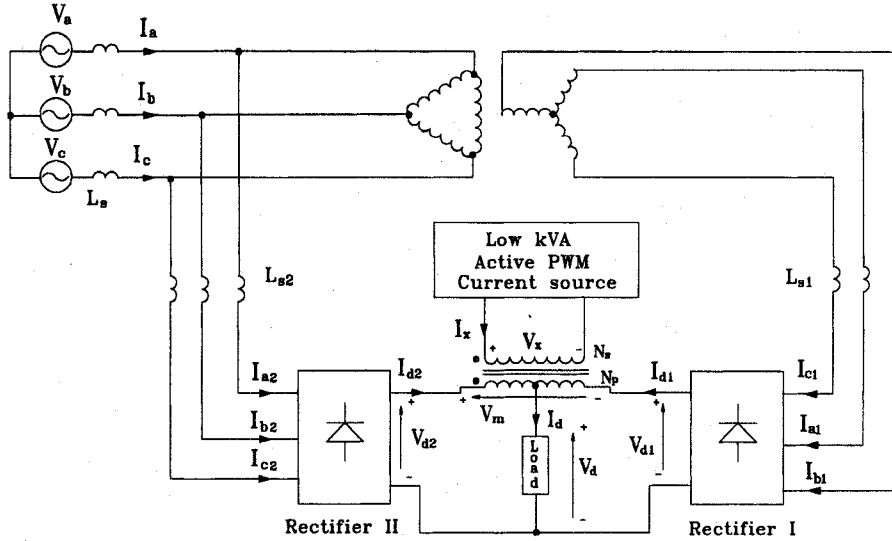 Va
Ia
Vb
Ib
Vc
Ic
Ls
Ls2
Ls1
Low kVA
Active PWM
Current source
Ix
+
Vx
-
Ns
Np
Ia2
Id2
Id1
Ic1
+
+
-
+
Vm
Id
Ib2
Vd2
Load
+
Vd
Vd1
Ia1
Ic2
-
-
-
Ib1
Rectifier II
Rectifier I